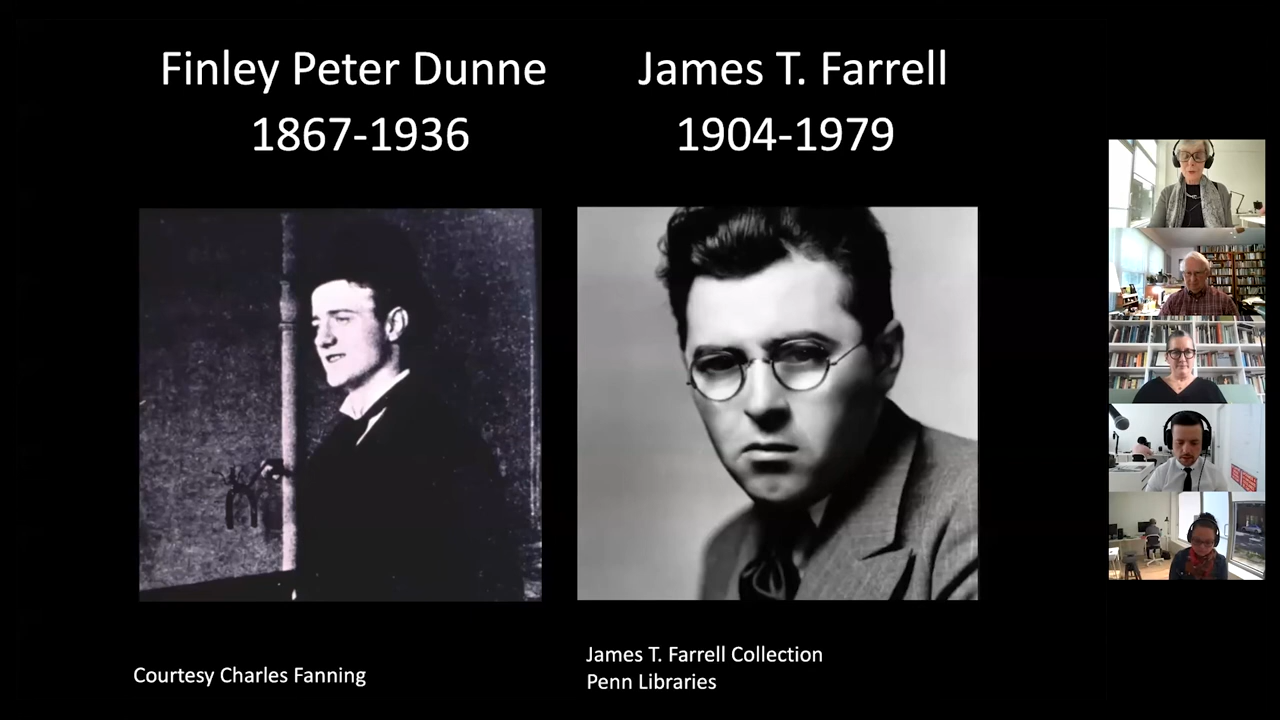 Finley Peter Dunne
1867-1936
James T. Farrell
1904-1979
Courtesy Charles Fanning
James T. Farrell Collection
Penn Libraries